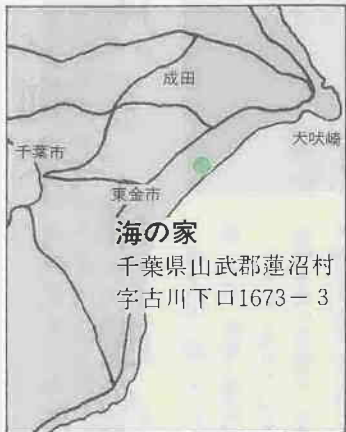 成田
犬吠崎
千葉市
東金市
海の家
千葉県山武郡蓮沼村
字古川下口1673－3